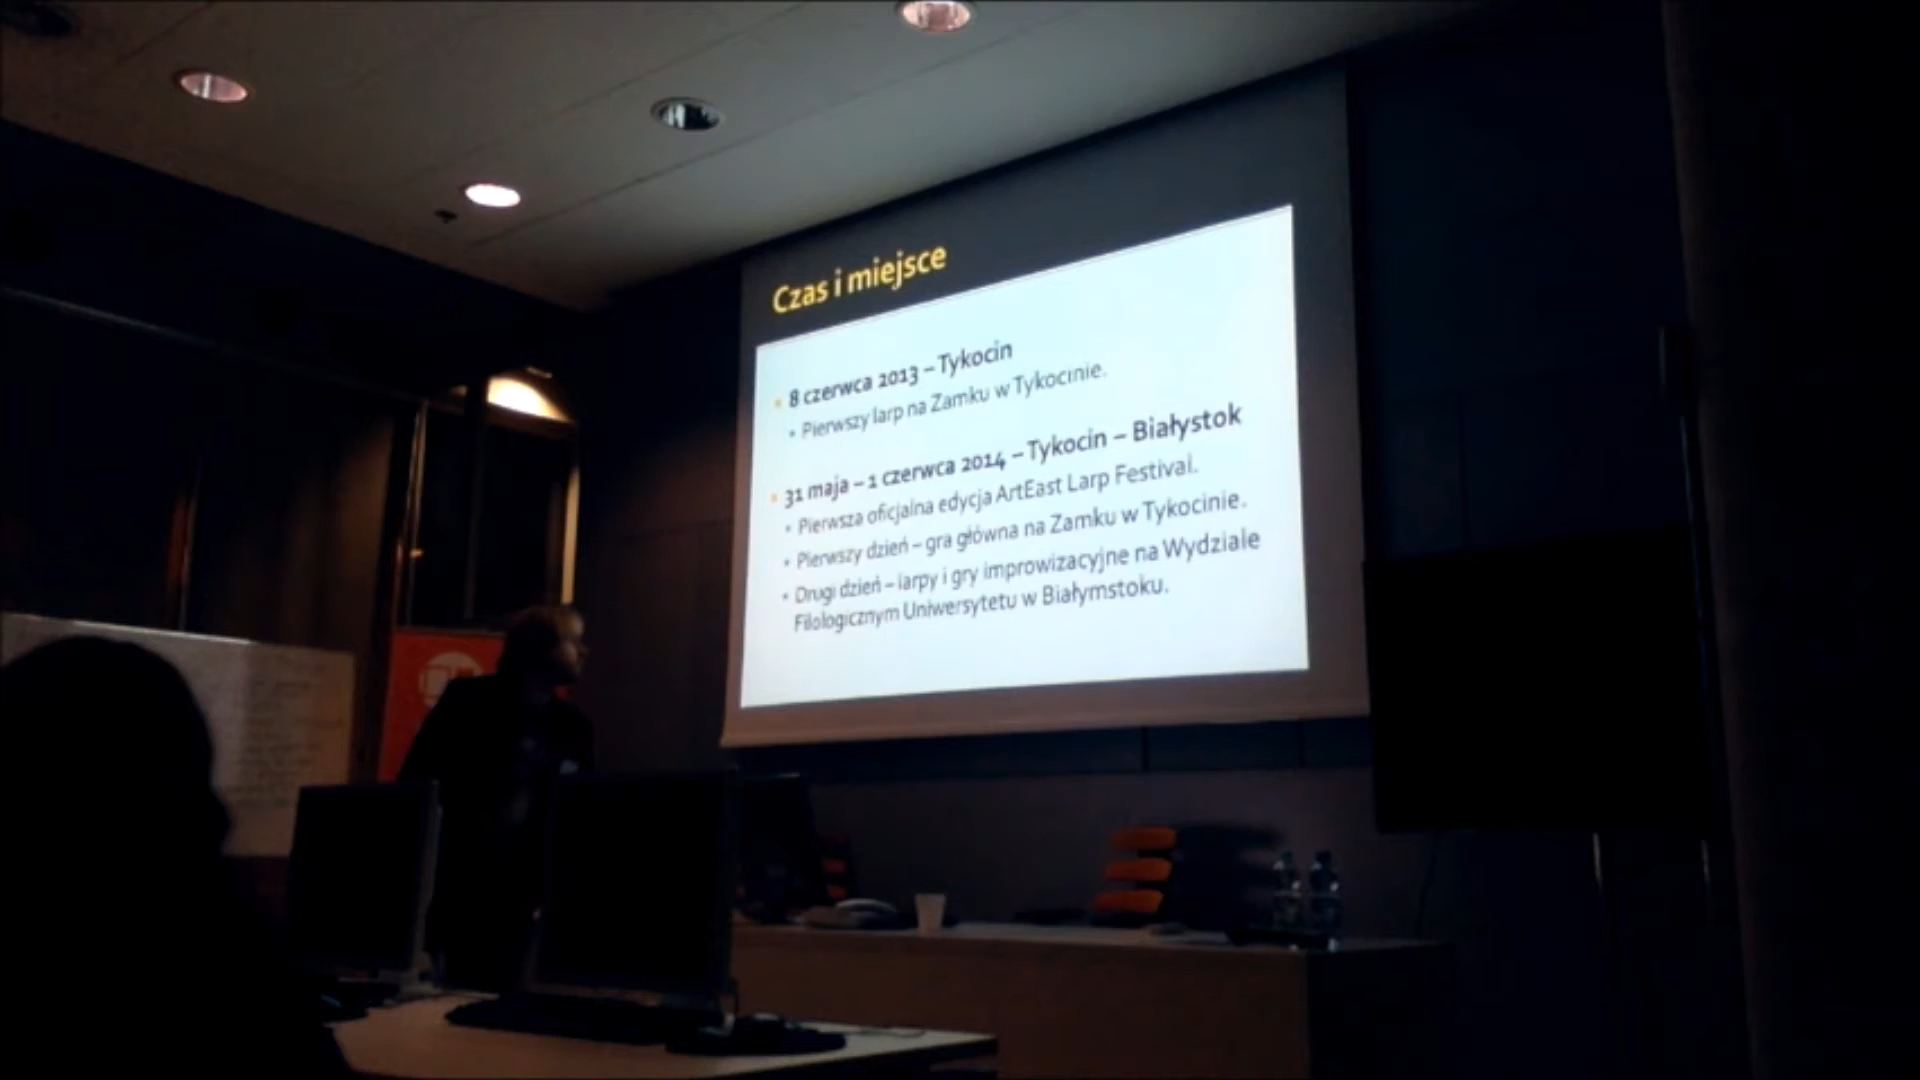 Czas i miejsce
8 czerwca 2013 – Tykocin
Pierwszy larp na Zamku w Tykocinie.
31 maja – 1 czerwca 2014 – Tykocin – Białystok
Pierwsza oficjalna edycja ArtEast Larp Festival.
Pierwszy dzień – gra główna na Zamku w Tykocinie.
Drugi dzień – larpy i gry improwizacyjne na Wydziale
Filologicznym Uniwersytetu w Białymstoku.